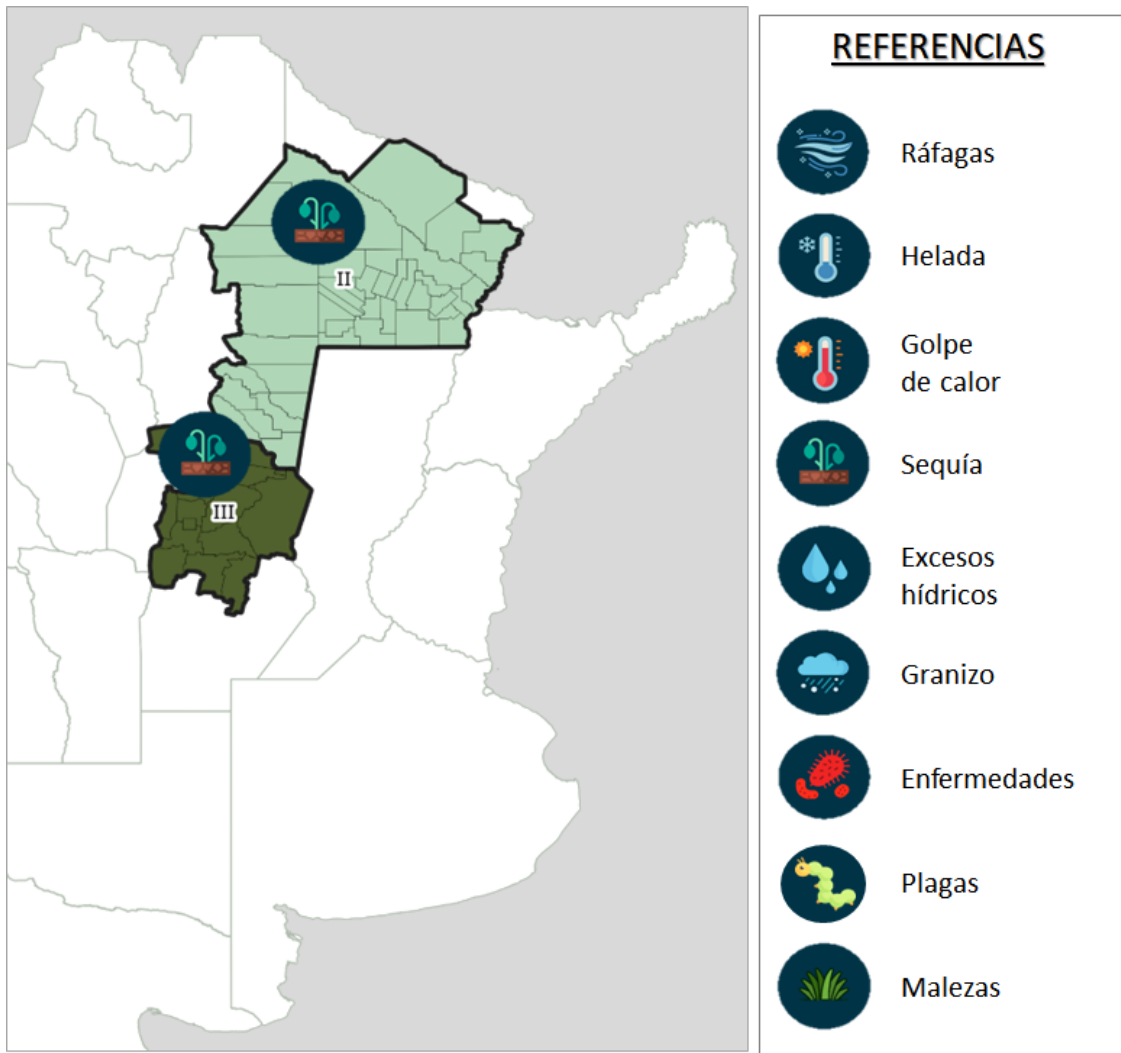 REFERENCIAS
Ráfagas
Helada
Golpe
de calor
Sequía
Excesos
hídricos
Granizo
Enfermedades
Plagas
Malezas
II
III